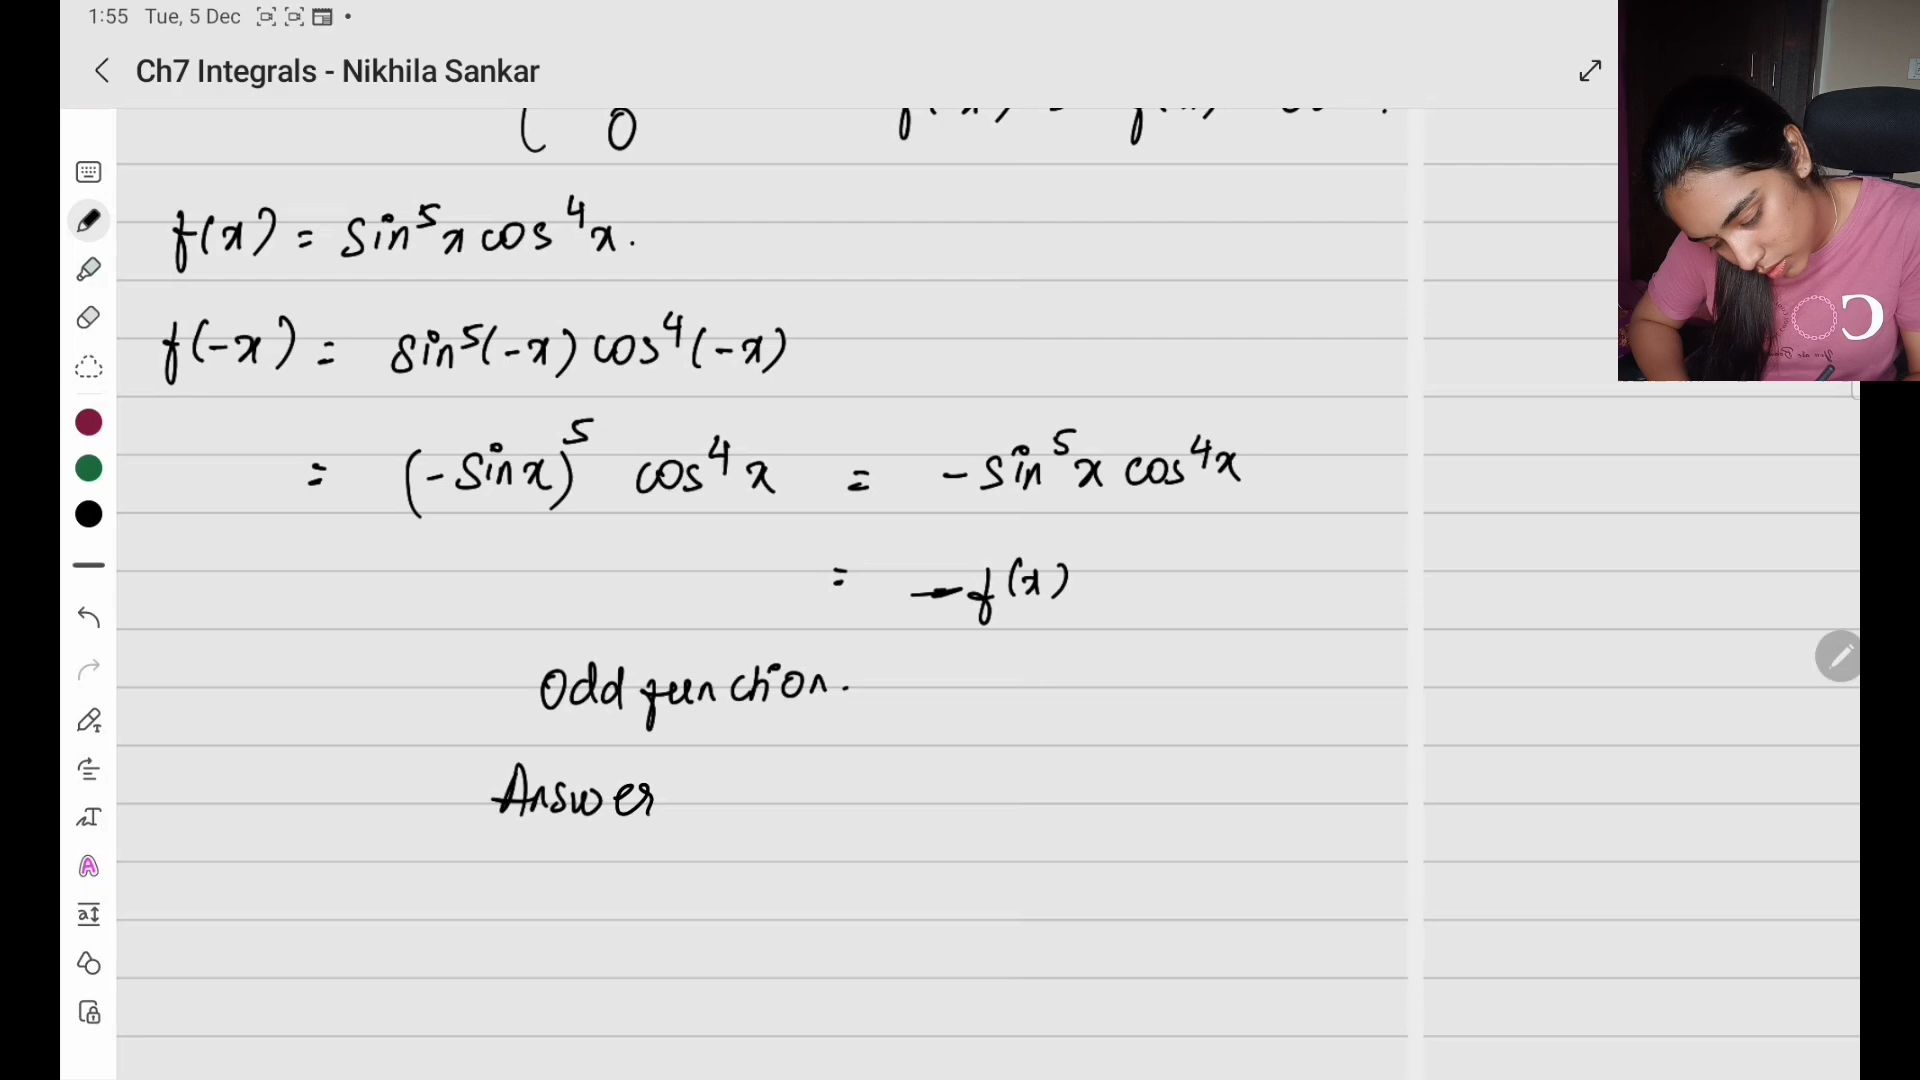 1:55 Tue, 5 Dec
Ch7 Integrals - Nikhila Sankar
( 0
f(x) = sin⁵x cos⁴x.
f(-x) = sin⁵(-x) cos⁴(-x)
= (-sinx)⁵ cos⁴x = -sin⁵x cos⁴x
= -f(x)
Odd function.
Answer